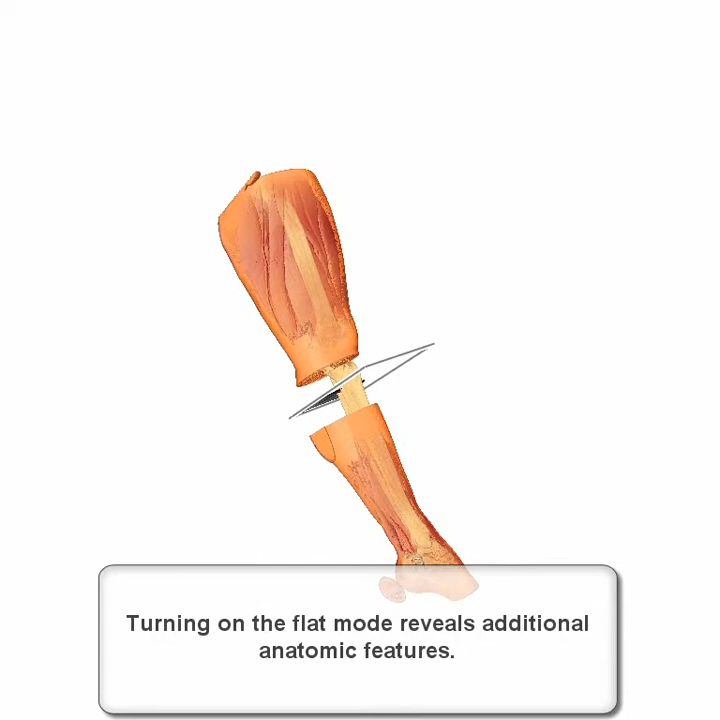 Turning on the flat mode reveals additional
anatomic features.